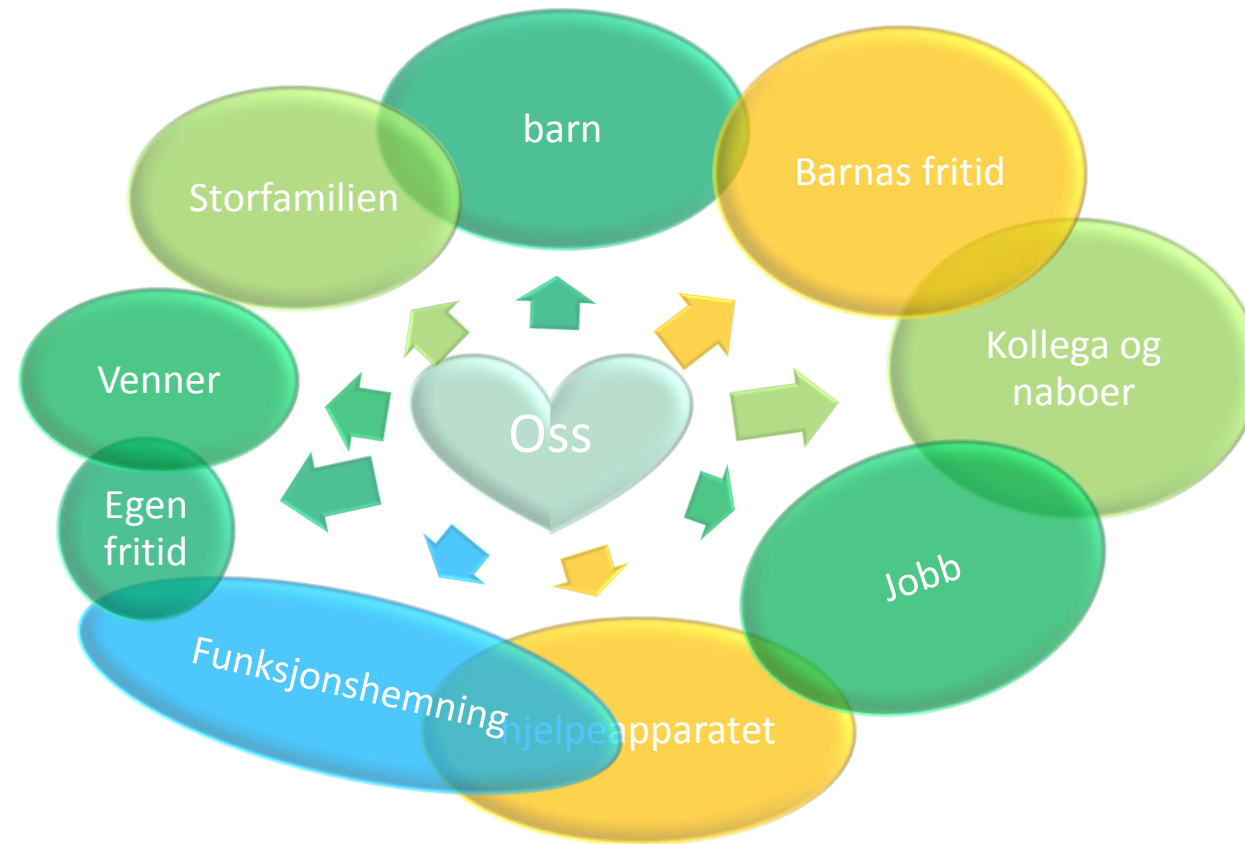 barn
Barnas fritid
Storfamilien
Kollega og
naboer
Venner
Oss
Egen
fritid
Jobb
Funksjonshemning
hjelpeapparatet